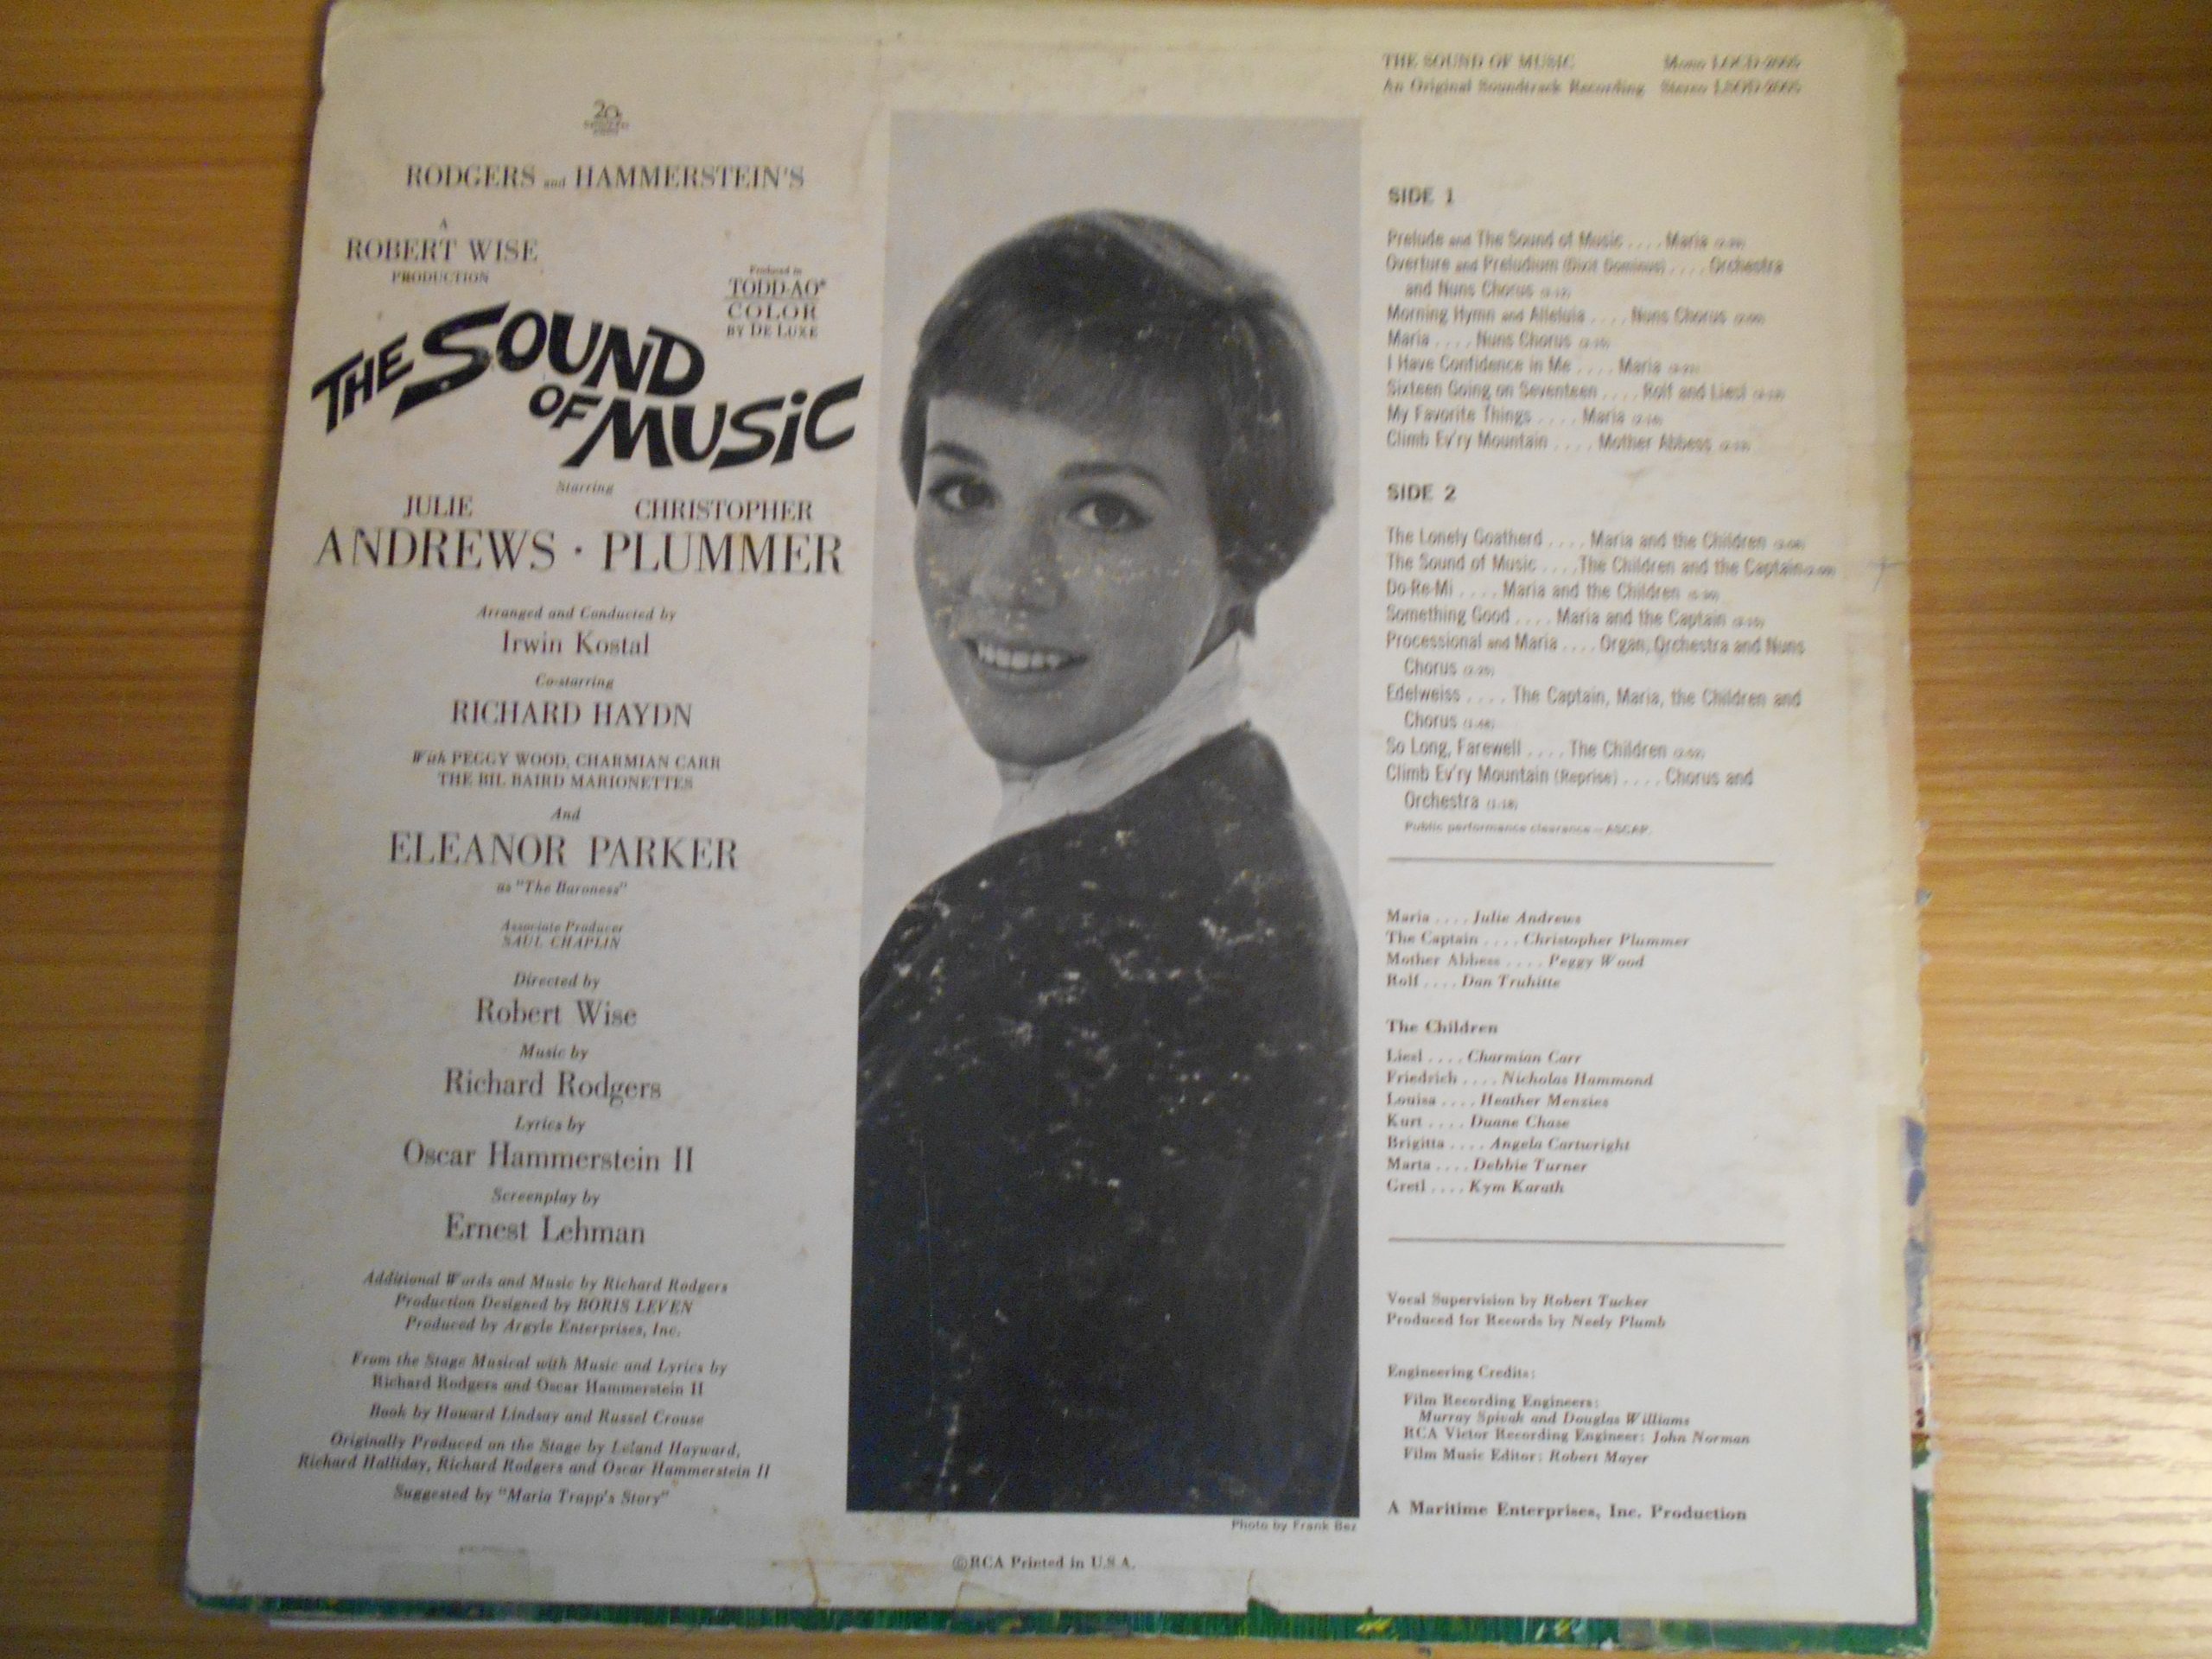 20th
RODGERS and HAMMERSTEIN'S
A
ROBERT WISE
PRODUCTION
Produced in
TODD-AO®
COLOR
BY DE LUXE
THE SOUND
OF MUSiC
Starring
JULIE CHRISTOPHER
ANDREWS · PLUMMER
Arranged and Conducted by
Irwin Kostal
Co-starring
RICHARD HAYDN
With PEGGY WOOD, CHARMIAN CARR
THE BIL BAIRD MARIONETTES
And
ELEANOR PARKER
as "The Baroness"
Associate Producer
SAUL CHAPLIN
Directed by
Robert Wise
Music by
Richard Rodgers
Lyrics by
Oscar Hammerstein II
Screenplay by
Ernest Lehman
Additional Words and Music by Richard Rodgers
Production Designed by BORIS LEVEN
Produced by Argyle Enterprises, Inc.
From the Stage Musical with Music and Lyrics by
Richard Rodgers and Oscar Hammerstein II
Book by Howard Lindsay and Russel Crouse
Originally Produced on the Stage by Leland Hayward,
Richard Halliday, Richard Rodgers and Oscar Hammerstein II
Suggested by "Maria Trapp's Story"
Photo by Frank Bez
©RCA Printed in U.S.A.
THE SOUND OF MUSIC Mono LOCD-2005
An Original Soundtrack Recording Stereo LSOD-2005
SIDE 1
Prelude and The Sound of Music .... Maria
Overture and Preludium (Dixit Dominus) .... Orchestra
and Nuns Chorus
Morning Hymn and Alleluia .... Nuns Chorus
Maria .... Nuns Chorus
I Have Confidence in Me .... Maria
Sixteen Going on Seventeen .... Rolf and Liesl
My Favorite Things .... Maria
Climb Ev'ry Mountain .... Mother Abbess
SIDE 2
The Lonely Goatherd .... Maria and the Children
The Sound of Music .... The Children and the Captain
Do-Re-Mi .... Maria and the Children
Something Good .... Maria and the Captain
Processional and Maria .... Organ, Orchestra and Nuns
Chorus
Edelweiss .... The Captain, Maria, the Children and
Chorus
So Long, Farewell .... The Children
Climb Ev'ry Mountain (Reprise) .... Chorus and
Orchestra
Public performance clearance—ASCAP.
Maria .... Julie Andrews
The Captain .... Christopher Plummer
Mother Abbess .... Peggy Wood
Rolf .... Dan Truhitte
The Children
Liesl .... Charmian Carr
Friedrich .... Nicholas Hammond
Louisa .... Heather Menzies
Kurt .... Duane Chase
Brigitta .... Angela Cartwright
Marta .... Debbie Turner
Gretl .... Kym Karath
Vocal Supervision by Robert Tucker
Produced for Records by Neely Plumb
Engineering Credits:
Film Recording Engineers:
Murray Spivak and Douglas Williams
RCA Victor Recording Engineer: John Norman
Film Music Editor: Robert Mayer
A Maritime Enterprises, Inc. Production